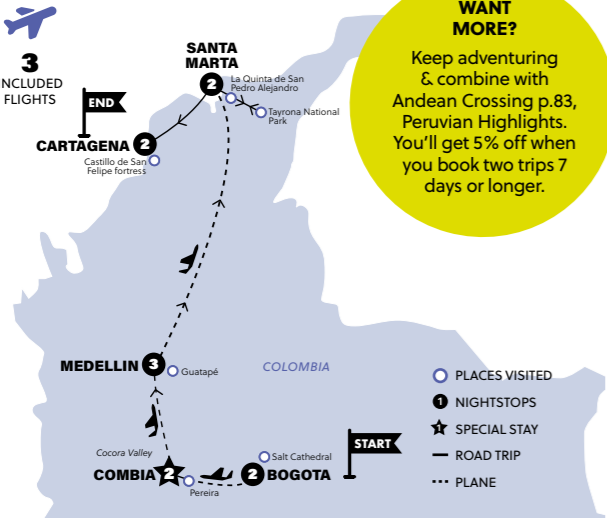 3
INCLUDED
FLIGHTS
WANT
MORE?
Keep adventuring
& combine with
Andean Crossing p.83,
Peruvian Highlights.
You'll get 5% off when
you book two trips 7
days or longer.
SANTA
MARTA
2
La Quinta de San
Pedro Alejandro
Tayrona National
Park
END
CARTAGENA 2
Castillo de San
Felipe fortress
MEDELLIN 3
Guatapé
COLOMBIA
Cocora Valley
COMBIA 2
Pereira
Salt Cathedral
2 BOGOTA
START
PLACES VISITED
1 NIGHTSTOPS
1 SPECIAL STAY
ROAD TRIP
PLANE